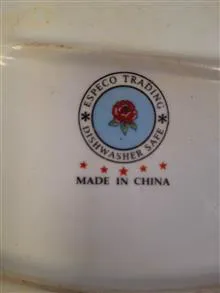 ESPECO TRADING
DISHWASHER SAFE
MADE IN CHINA